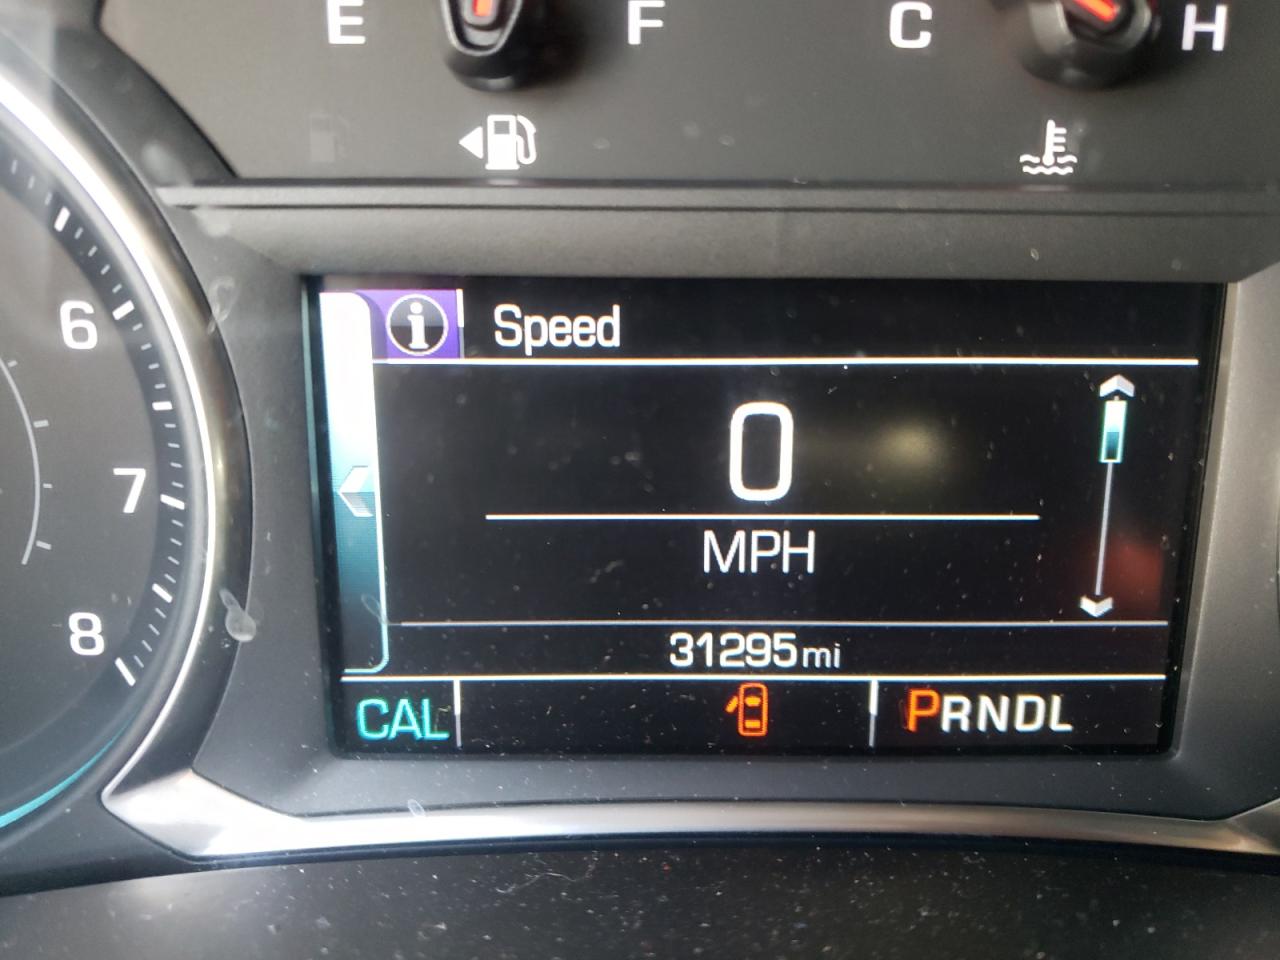 E F C H
Speed
6
0
7
MPH
8
31295mi
CAL PRNDL